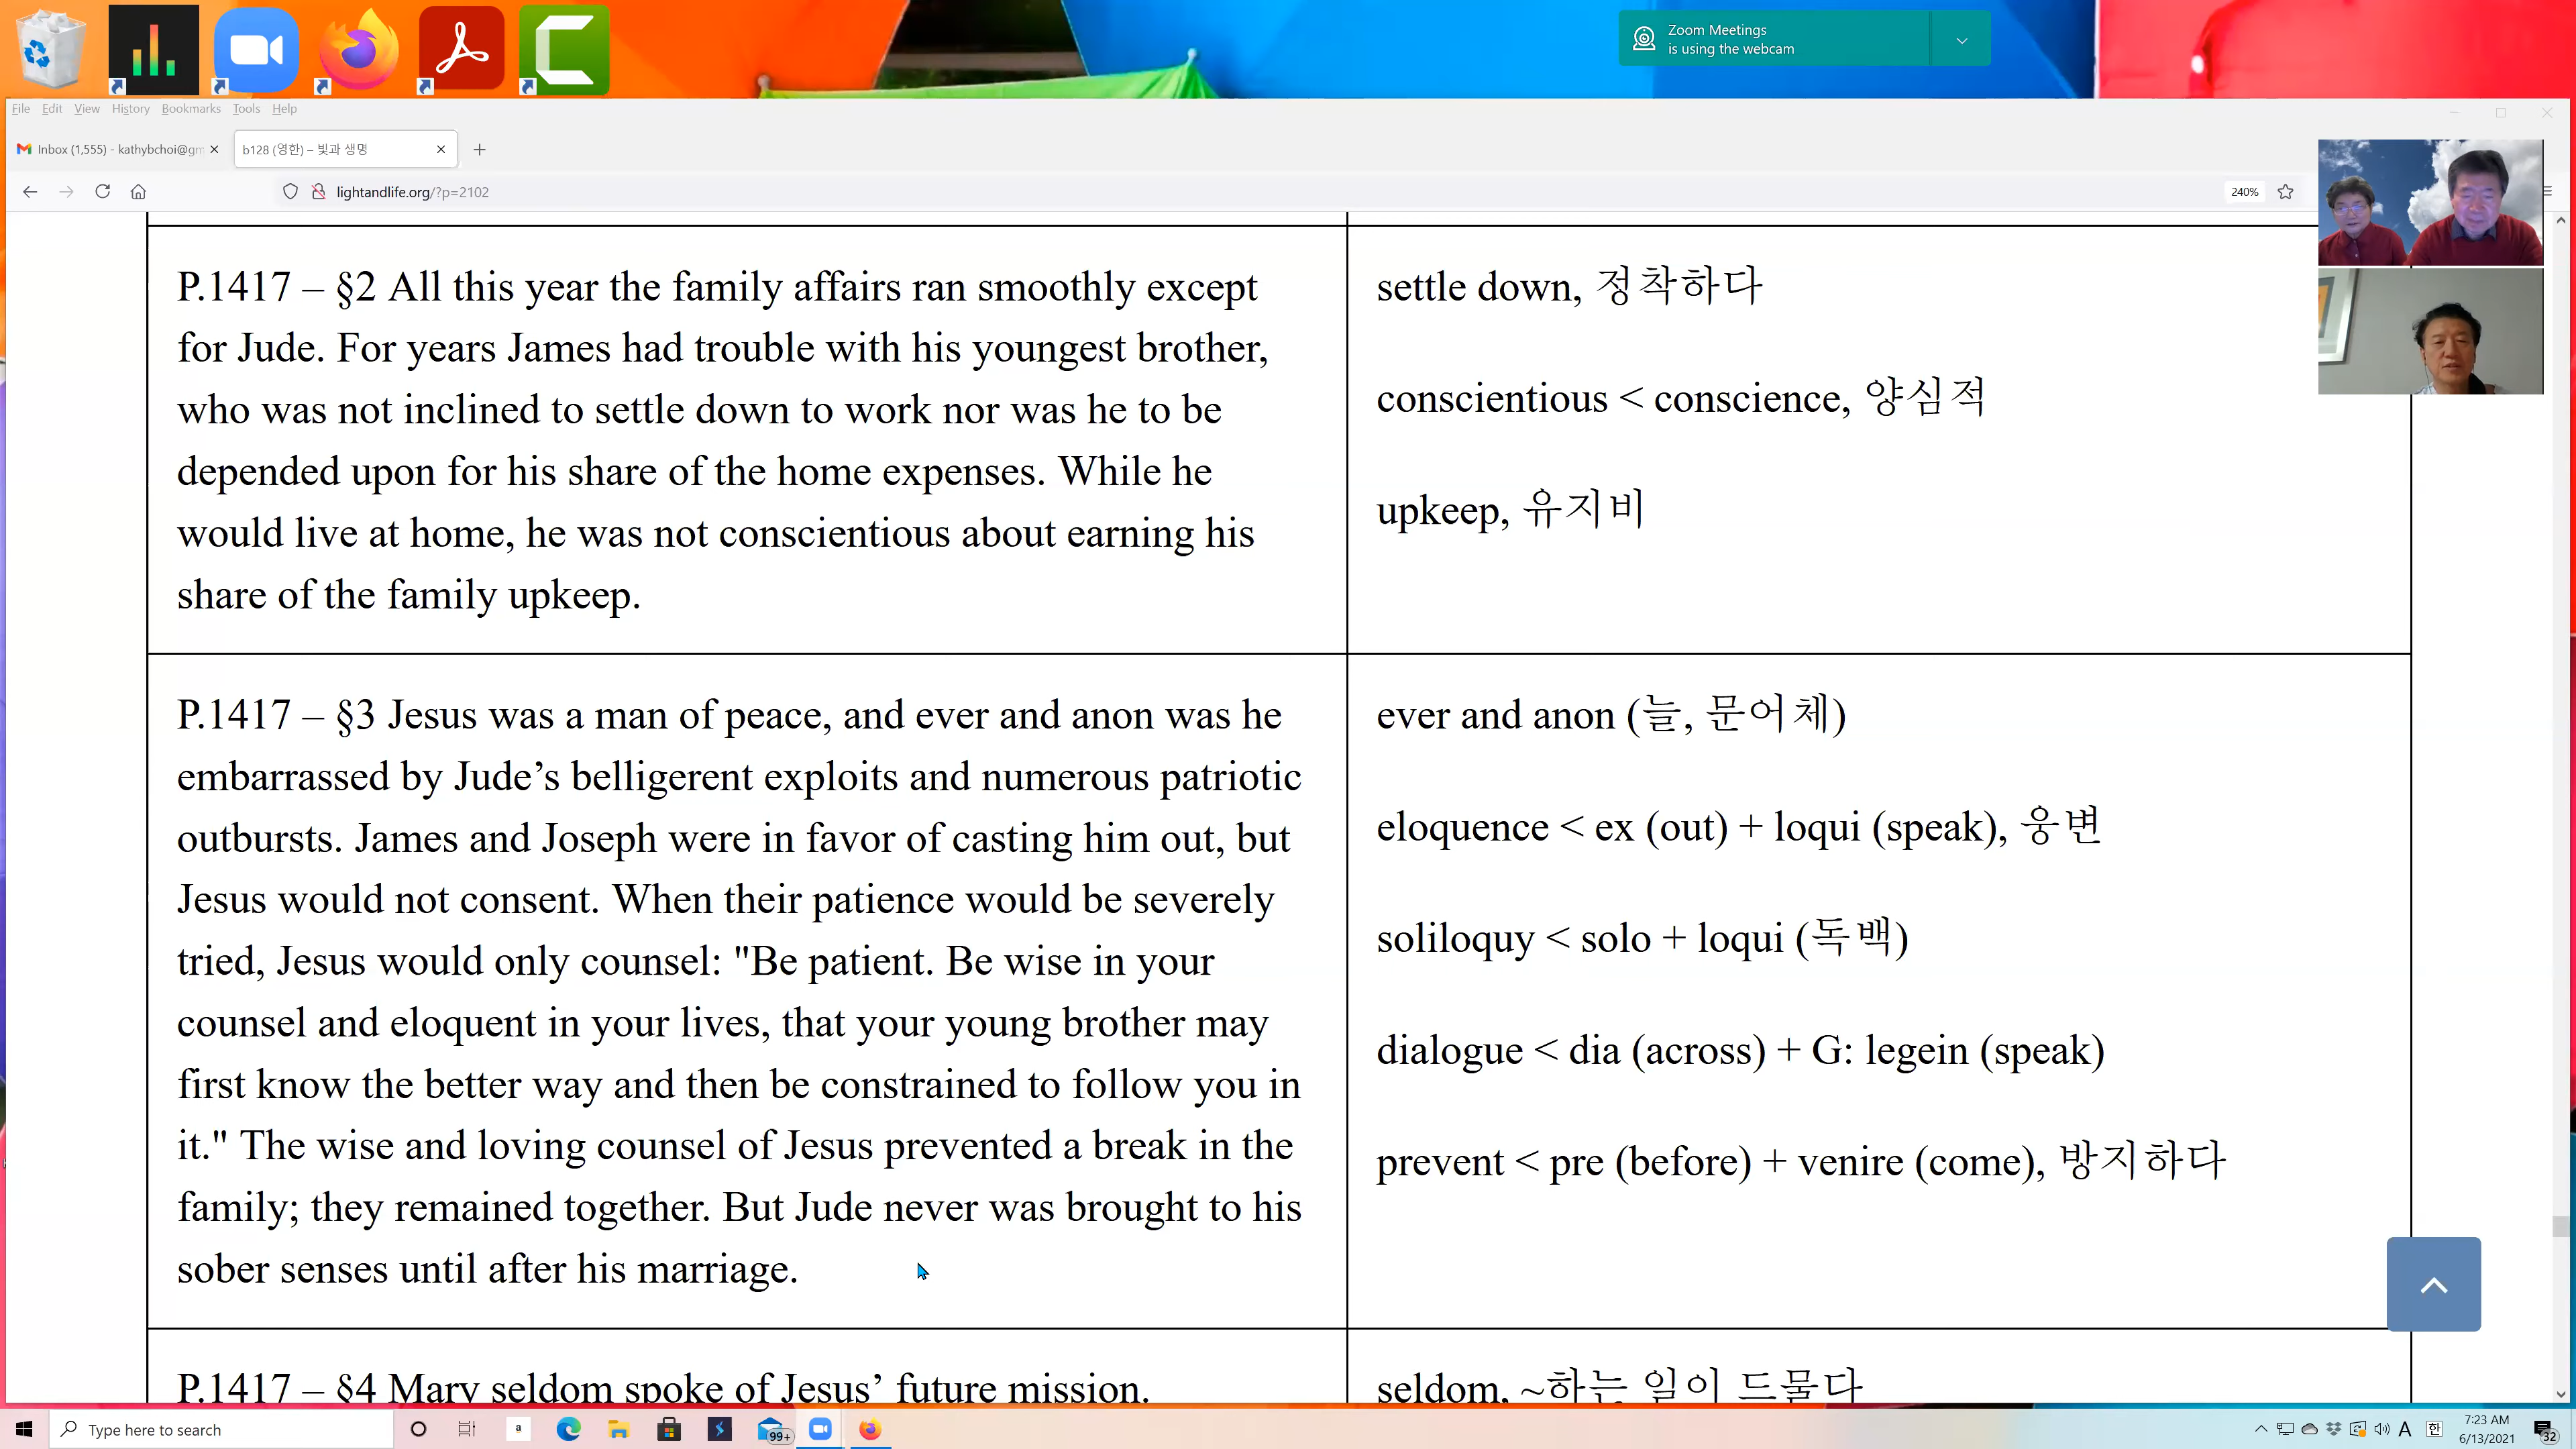 Zoom Meetings
is using the webcam
File Edit View History Bookmarks Tools Help
Inbox (1,555) - kathybchoi@gm
b128 (영한) – 빛과 생명
lightandlife.org/?p=2102
240%
P.1417 – §2 All this year the family affairs ran smoothly except
for Jude. For years James had trouble with his youngest brother,
who was not inclined to settle down to work nor was he to be
depended upon for his share of the home expenses. While he
would live at home, he was not conscientious about earning his
share of the family upkeep.
settle down, 정착하다
conscientious < conscience, 양심적
upkeep, 유지비
P.1417 – §3 Jesus was a man of peace, and ever and anon was he
embarrassed by Jude’s belligerent exploits and numerous patriotic
outbursts. James and Joseph were in favor of casting him out, but
Jesus would not consent. When their patience would be severely
tried, Jesus would only counsel: "Be patient. Be wise in your
counsel and eloquent in your lives, that your young brother may
first know the better way and then be constrained to follow you in
it." The wise and loving counsel of Jesus prevented a break in the
family; they remained together. But Jude never was brought to his
sober senses until after his marriage.
ever and anon (늘, 문어체)
eloquence < ex (out) + loqui (speak), 웅변
soliloquy < solo + loqui (독백)
dialogue < dia (across) + G: legein (speak)
prevent < pre (before) + venire (come), 방지하다
P.1417 – §4 Mary seldom spoke of Jesus’ future mission.
seldom, ~하는 일이 드물다
Type here to search
a
99+
A
한
7:23 AM
6/13/2021
32